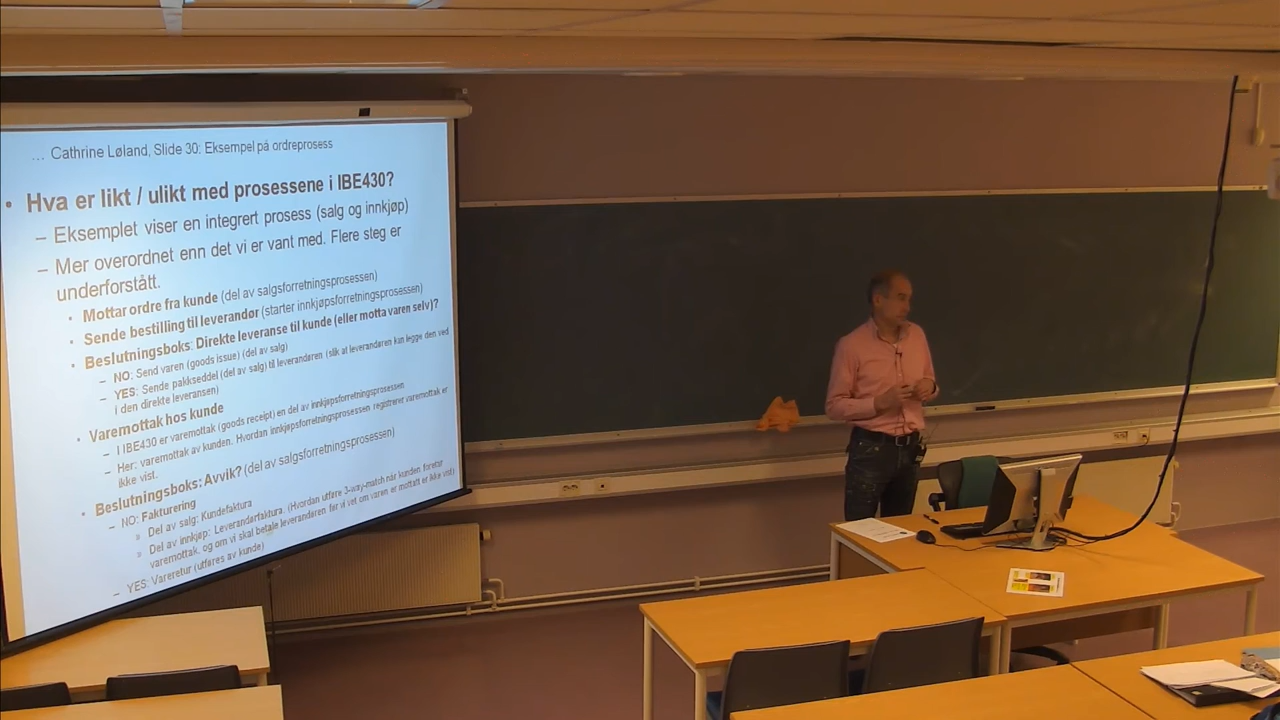 … Cathrine Løland, Slide 30: Eksempel på ordreprosess
• Hva er likt / ulikt med prosessene i IBE430?
– Eksemplet viser en integrert prosess (salg og innkjøp)
– Mer overordnet enn det vi er vant med. Flere steg er
underforstått.
• Mottar ordre fra kunde (del av salgsforretningsprosessen)
• Sende bestilling til leverandør (starter innkjøpsforretningsprosessen)
• Beslutningsboks: Direkte leveranse til kunde (eller motta varen selv)?
– NO: Send varen (goods issue) (del av salg)
– YES: Sende pakkseddel (del av salg) til leverandøren (slik at leverandøren kan legge den ved
i den direkte leveransen)
• Varemottak hos kunde
– I IBE430 er varemottak (goods receipt) en del av innkjøpsforretningsprosessen
– Her: varemottak av kunden. Hvordan innkjøpsforretningsprosessen registrerer varemottak er
ikke vist.
• Beslutningsboks: Avvik? (del av salgsforretningsprosessen)
– NO: Fakturering
» Del av salg: Kundefaktura
» Del av innkjøp: Leverandørfaktura. (Hvordan utføre 3-way-match når kunden foretar
varemottak, og om vi skal betale leverandøren før vi vet om varen er mottatt er ikke vist)
– YES: Vareretur (utføres av kunde)